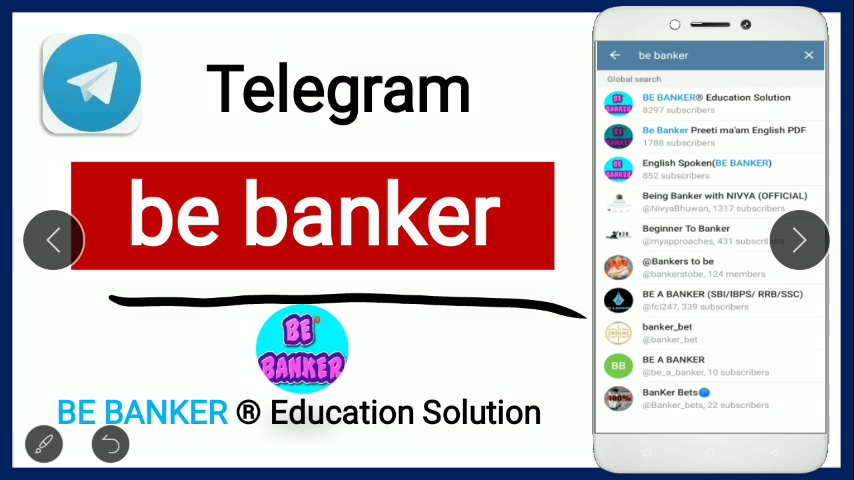 Telegram
be banker
BE BANKER
BE BANKER ® Education Solution
be banker
Global search
BE BANKER® Education Solution
8297 subscribers
Be Banker Preeti ma'am English PDF
1788 subscribers
English Spoken(BE BANKER)
852 subscribers
Being Banker with NIVYA (OFFICIAL)
@NivyaBhuwan, 1317 subscribers
Beginner To Banker
@myapproaches, 431 subscribers
@Bankers to be
@bankerstobe, 124 members
BE A BANKER (SBI/IBPS/ RRB/SSC)
@fci247, 339 subscribers
banker_bet
@banker_bet
BB
BE A BANKER
@be_a_banker, 10 subscribers
100%
BanKer Bets
@Banker_bets, 22 subscribers